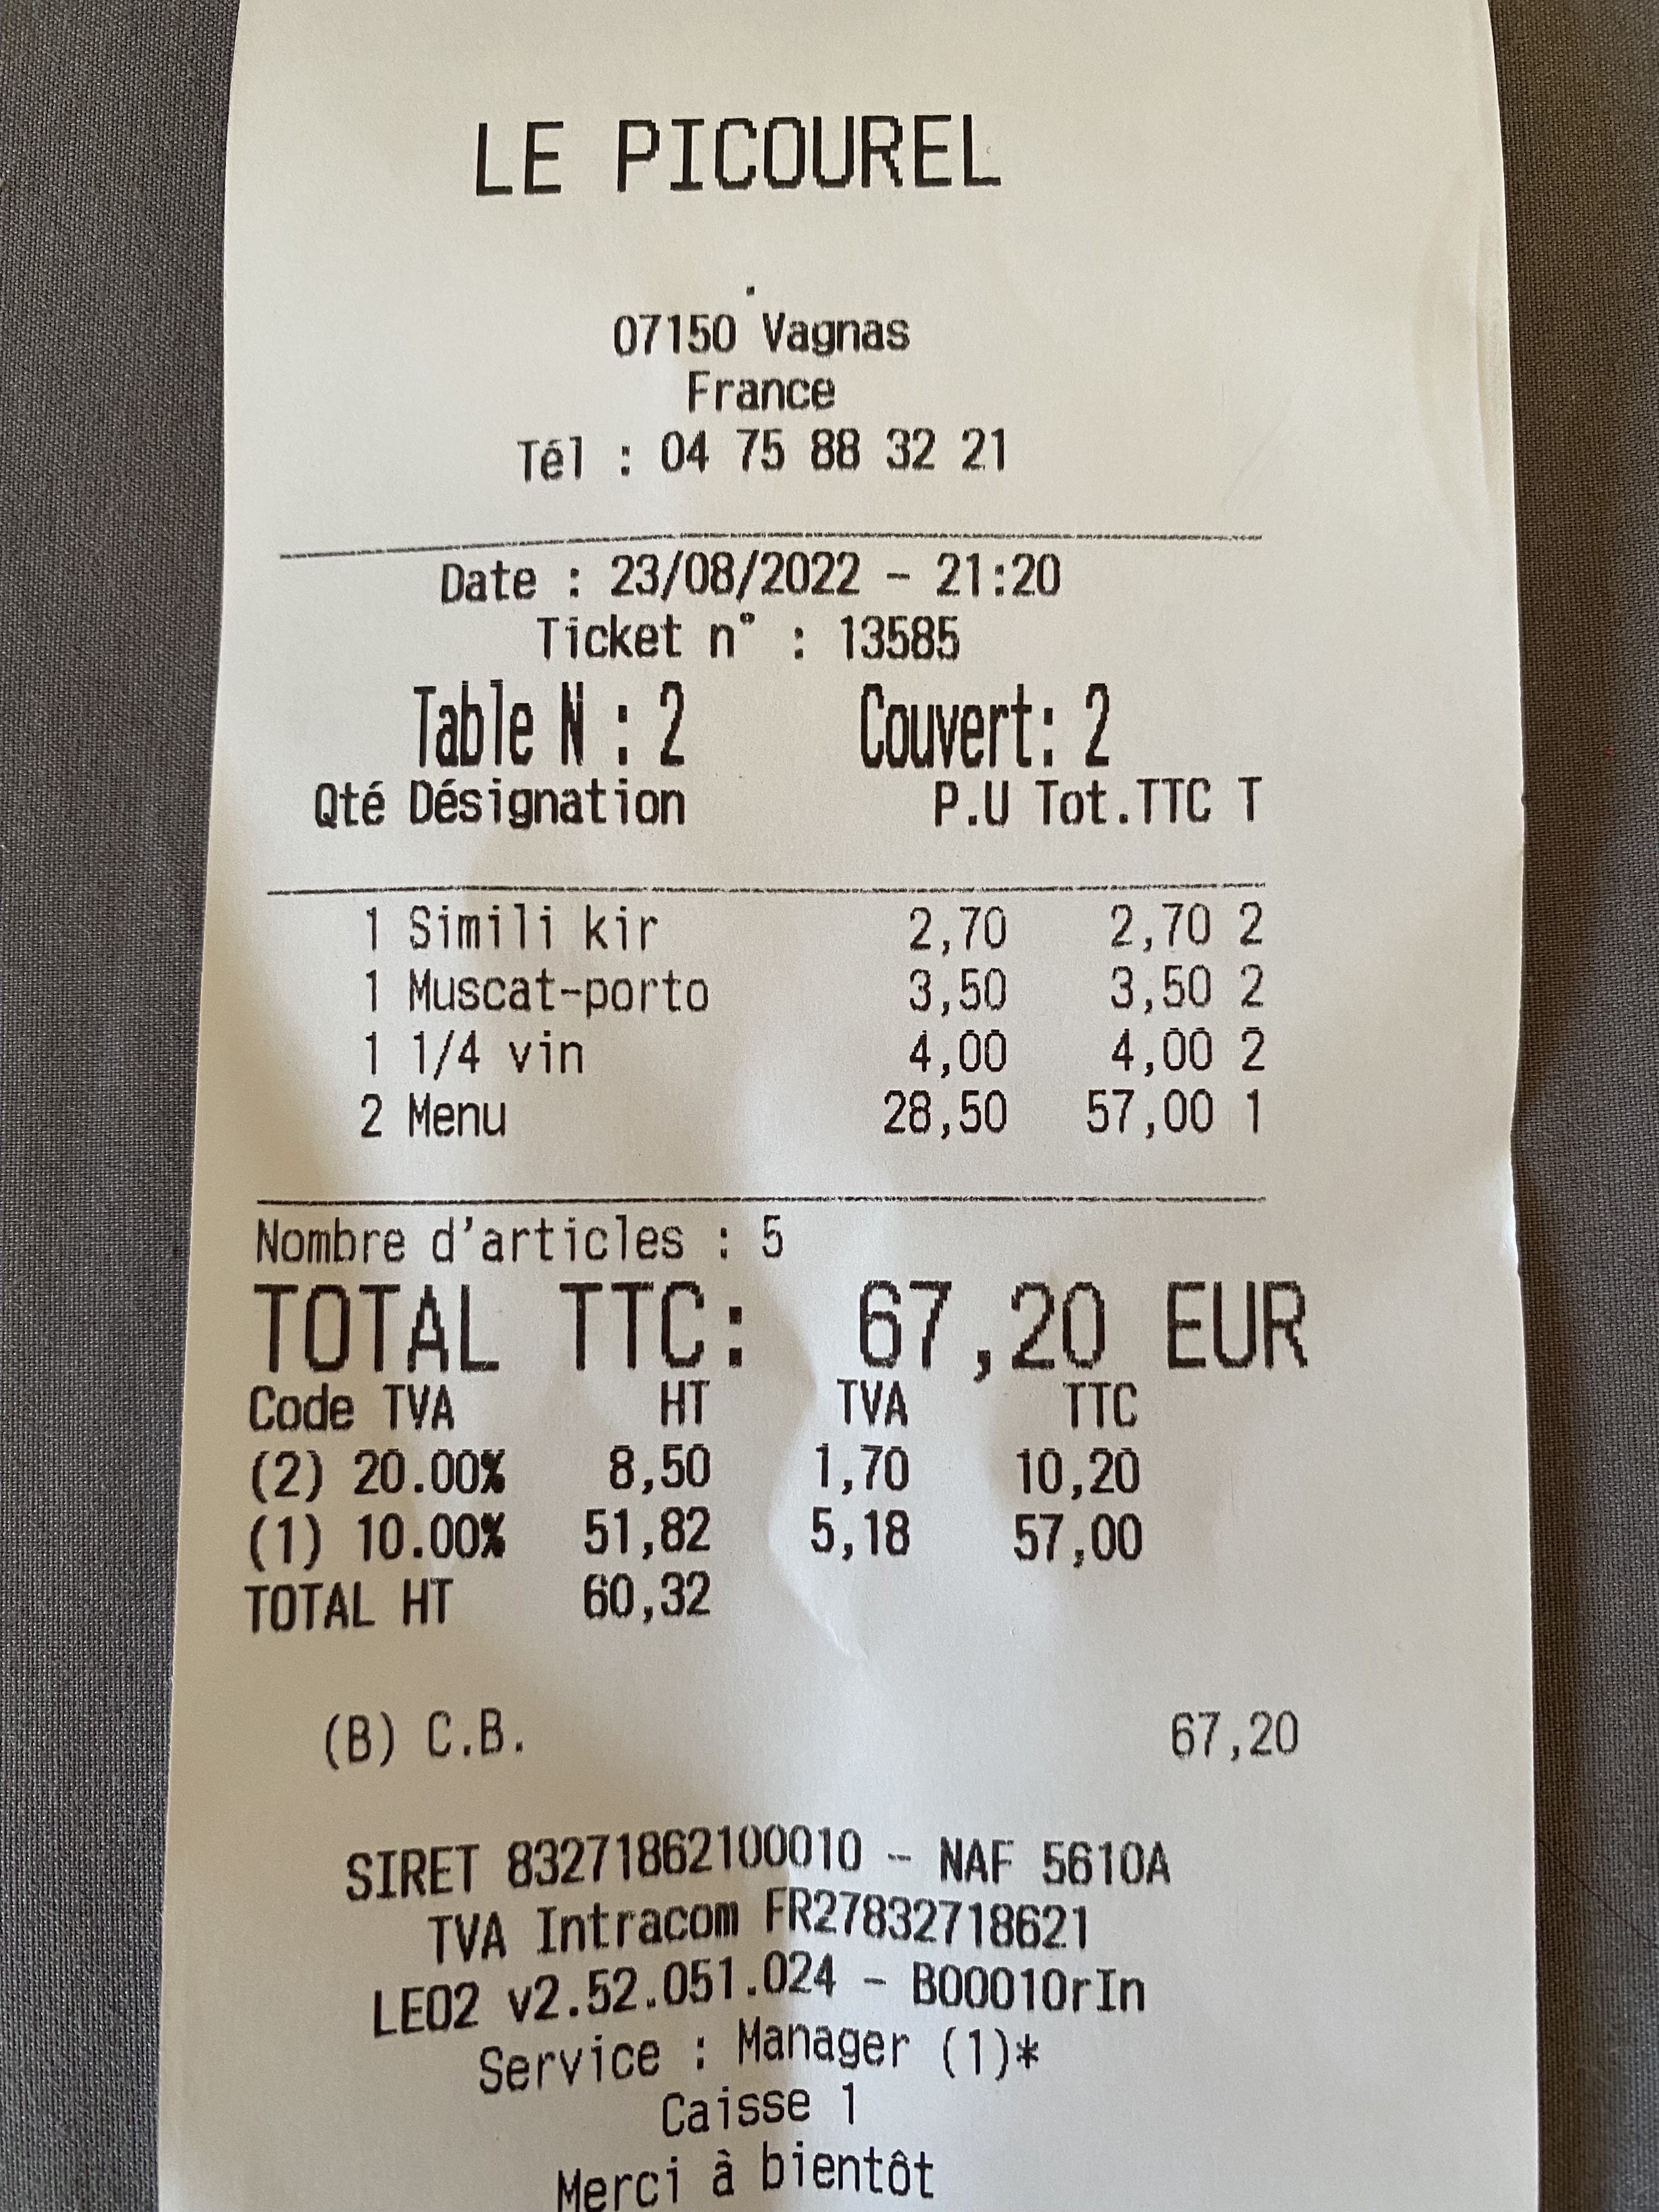 LE PICOUREL
.
07150 Vagnas
France
Tél : 04 75 88 32 21
Date : 23/08/2022 - 21:20
Ticket n° : 13585
Table N : 2 Couvert: 2
Qté Désignation P.U Tot.TTC T
1 Simili kir 2,70 2,70 2
1 Muscat-porto 3,50 3,50 2
1 1/4 vin 4,00 4,00 2
2 Menu 28,50 57,00 1
Nombre d'articles : 5
TOTAL TTC: 67,20 EUR
Code TVA HT TVA TTC
(2) 20.00% 8,50 1,70 10,20
(1) 10.00% 51,82 5,18 57,00
TOTAL HT 60,32
(B) C.B. 67,20
SIRET 83271862100010 - NAF 5610A
TVA Intracom FR27832718621
LEO2 v2.52.051.024 - B00010rIn
Service : Manager (1)*
Caisse 1
Merci à bientôt